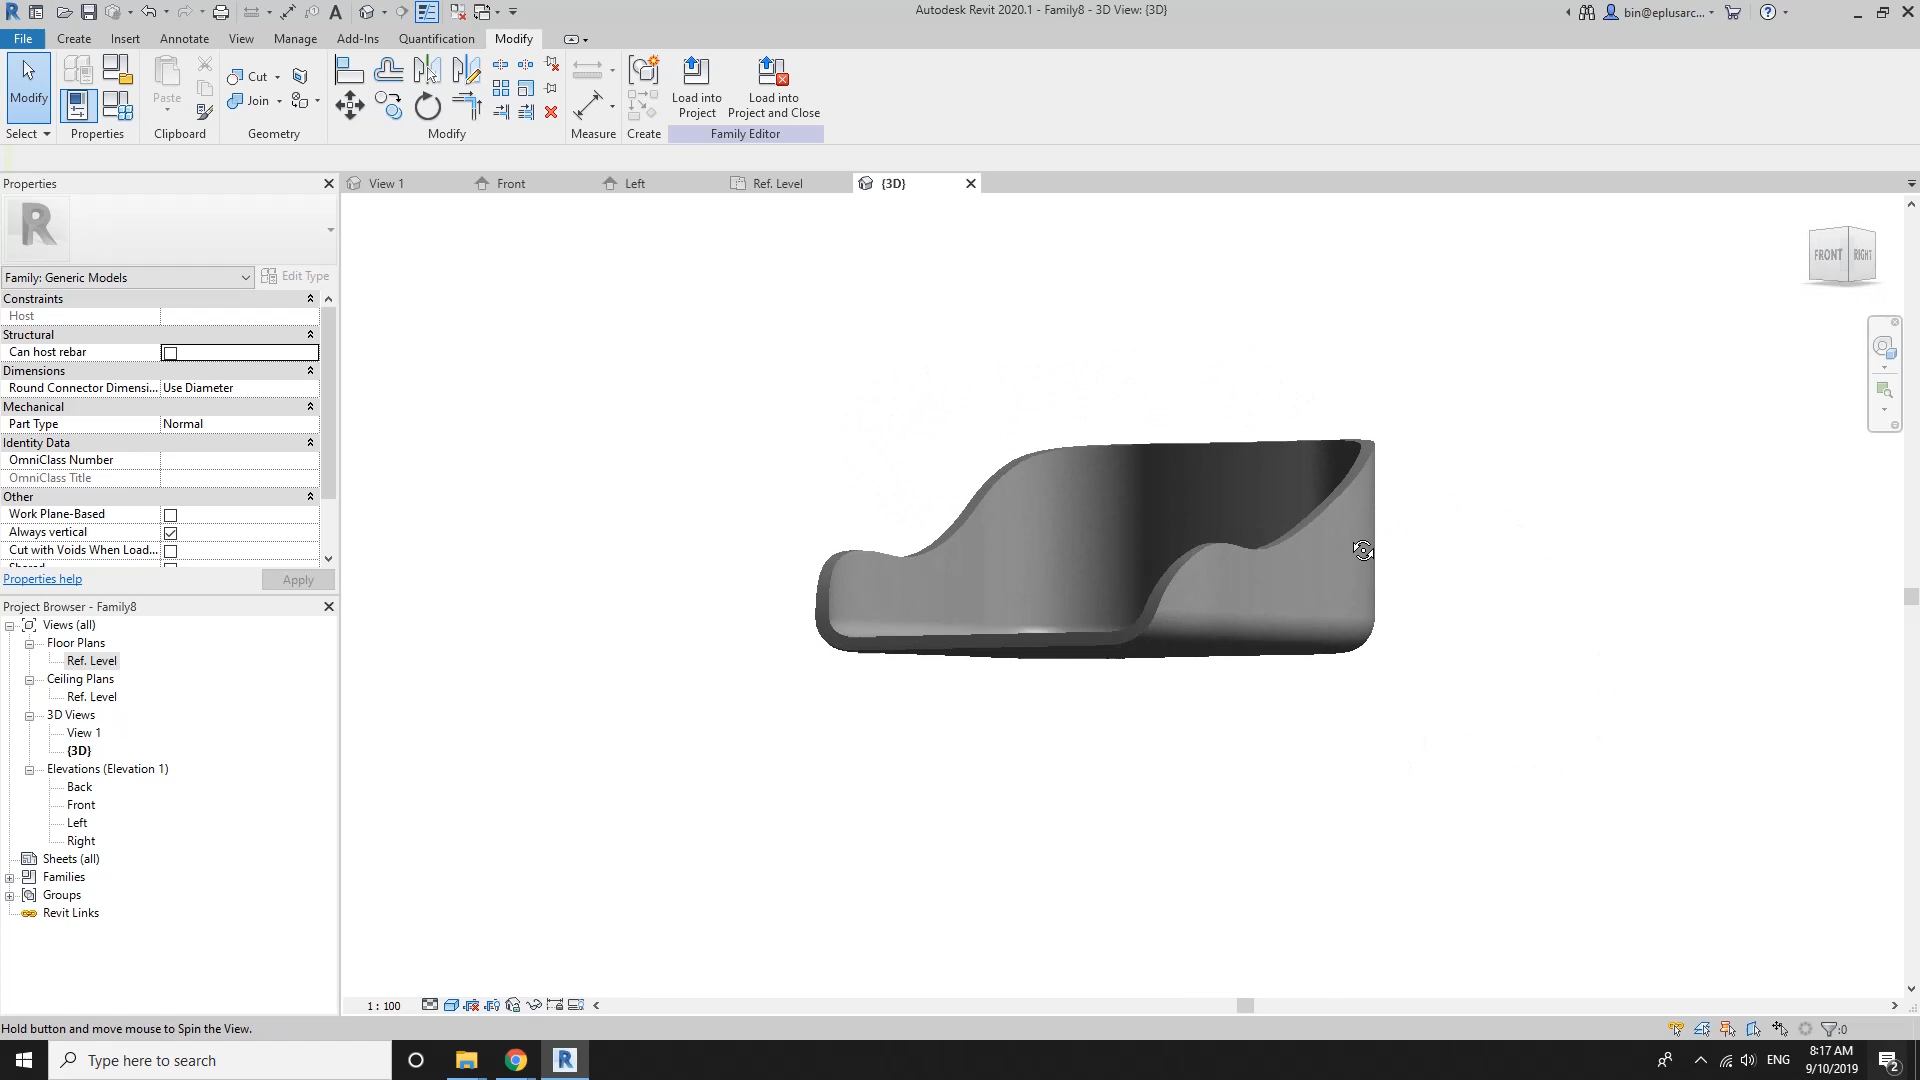 Autodesk Revit 2020.1 - Family8 - 3D View: {3D}
bin@eplusarc...
File Create Insert Annotate View Manage Add-Ins Quantification Modify
Modify
Paste
Cut
Join
Load into
Project
Load into
Project and Close
Select Properties Clipboard Geometry Modify Measure Create Family Editor
Properties
View 1 Front Left Ref. Level {3D}
R
FRONT RIGHT
Family: Generic Models
Edit Type
Constraints
Host
Structural
Can host rebar
Dimensions
Round Connector Dimensi... Use Diameter
Mechanical
Part Type Normal
Identity Data
OmniClass Number
OmniClass Title
Other
Work Plane-Based
Always vertical
Cut with Voids When Load...
Shared
Properties help
Apply
Project Browser - Family8
Views (all)
Floor Plans
Ref. Level
Ceiling Plans
Ref. Level
3D Views
View 1
{3D}
Elevations (Elevation 1)
Back
Front
Left
Right
Sheets (all)
Families
Groups
Revit Links
1 : 100
Hold button and move mouse to Spin the View.
:0
Type here to search
ENG
8:17 AM
9/10/2019
2